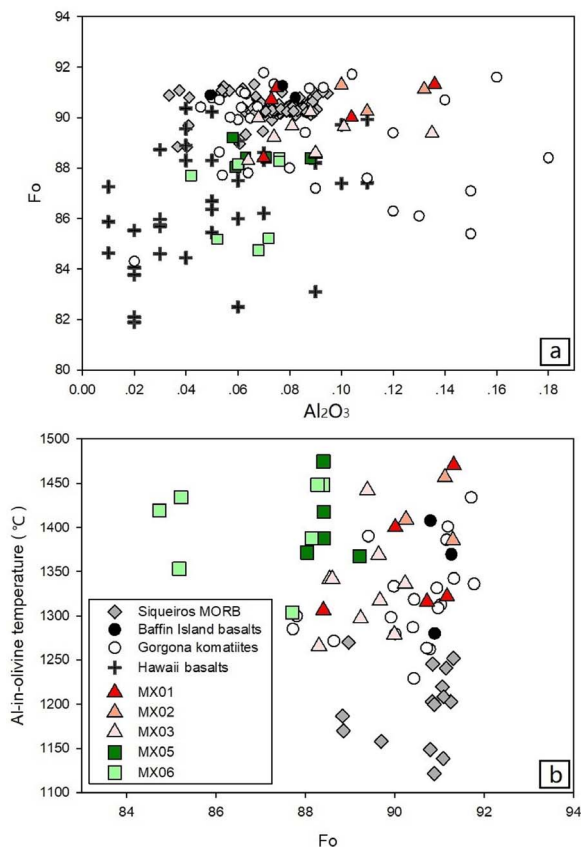 94
92
90
88
86
84
82
80
Fo
a
0.00 .02 .04 .06 .08 .10 .12 .14 .16 .18
Al2O3
1500
1450
1400
1350
1300
1250
1200
1150
1100
Al-in-olivine temperature (°C)
Siqueiros MORB
Baffin Island basalts
Gorgona komatiites
Hawaii basalts
MX01
MX02
MX03
MX05
MX06
b
84 86 88 90 92 94
Fo